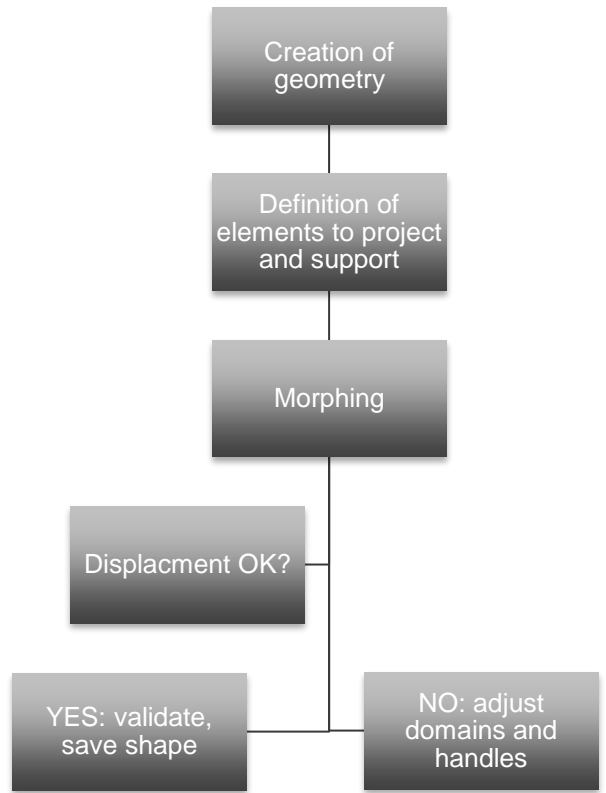 Creation of
geometry
Definition of
elements to project
and support
Morphing
Displacment OK?
YES: validate,
save shape
NO: adjust
domains and
handles